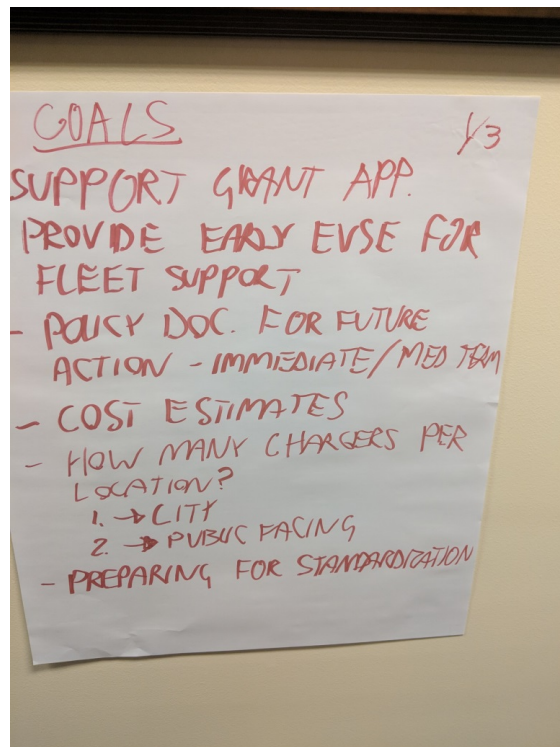 GOALS
1/3
SUPPORT GRANT APP.
PROVIDE EARLY EVSE FOR
FLEET SUPPORT
- POLICY DOC. FOR FUTURE
ACTION - IMMEDIATE/MED TERM
- COST ESTIMATES
- HOW MANY CHARGERS PER
LOCATION?
1. → CITY
2. → PUBLIC FACING
- PREPARING FOR STANDARDIZATION